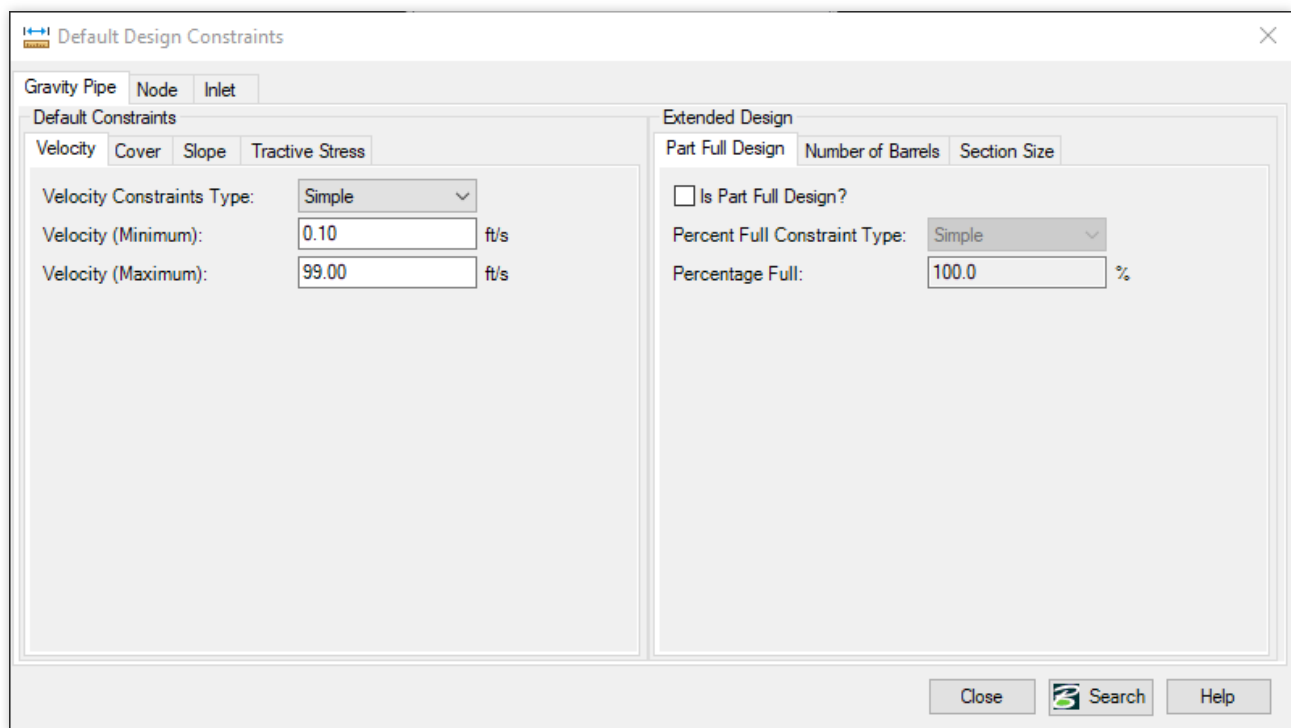 Default Design Constraints
Gravity Pipe Node Inlet
Default Constraints
Velocity Cover Slope Tractive Stress
Velocity Constraints Type: Simple
Velocity (Minimum): 0.10 ft/s
Velocity (Maximum): 99.00 ft/s
Extended Design
Part Full Design Number of Barrels Section Size
Is Part Full Design?
Percent Full Constraint Type: Simple
Percentage Full: 100.0 %
Close Search Help